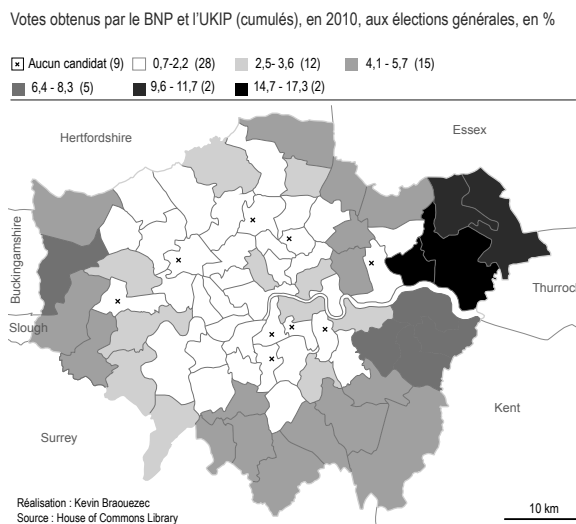 Votes obtenus par le BNP et l'UKIP (cumulés), en 2010, aux élections générales, en %
Aucun candidat (9) 0,7-2,2 (28) 2,5- 3,6 (12) 4,1 - 5,7 (15)
6,4 - 8,3 (5) 9,6 - 11,7 (2) 14,7 - 17,3 (2)
Hertfordshire
Essex
Buckingamshire
Thurrock
Slough
Kent
Surrey
Réalisation : Kevin Braouezec
Source : House of Commons Library
10 km